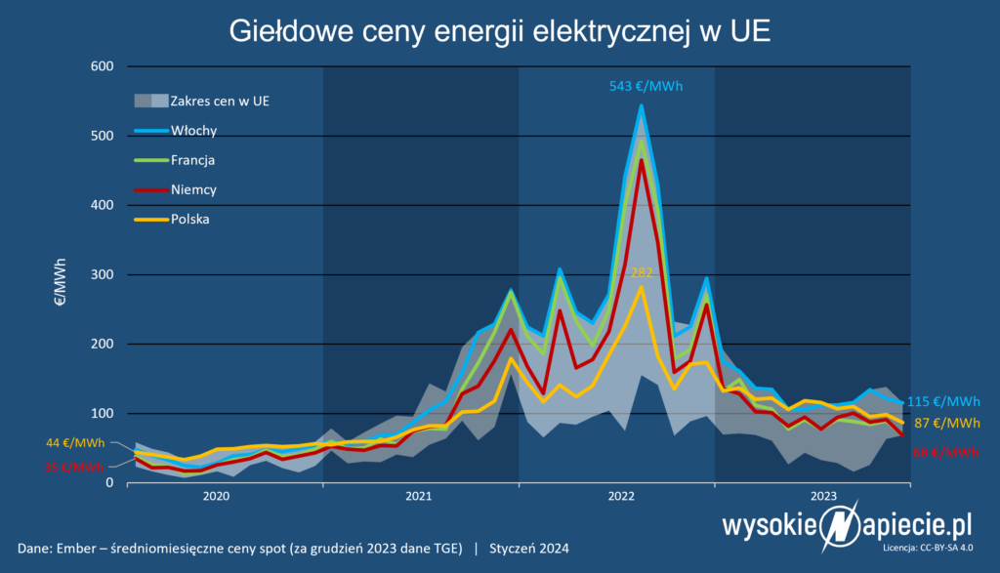 Giełdowe ceny energii elektrycznej w UE
600
500
400
300
200
100
0
€/MWh
Zakres cen w UE
Włochy
Francja
Niemcy
Polska
543 €/MWh
282
44 €/MWh
35 €/MWh
115 €/MWh
87 €/MWh
68 €/MWh
2020
2021
2022
2023
wysokieNapiecie.pl
Licencja: CC-BY-SA 4.0
Dane: Ember – średniomiesięczne ceny spot (za grudzień 2023 dane TGE) | Styczeń 2024